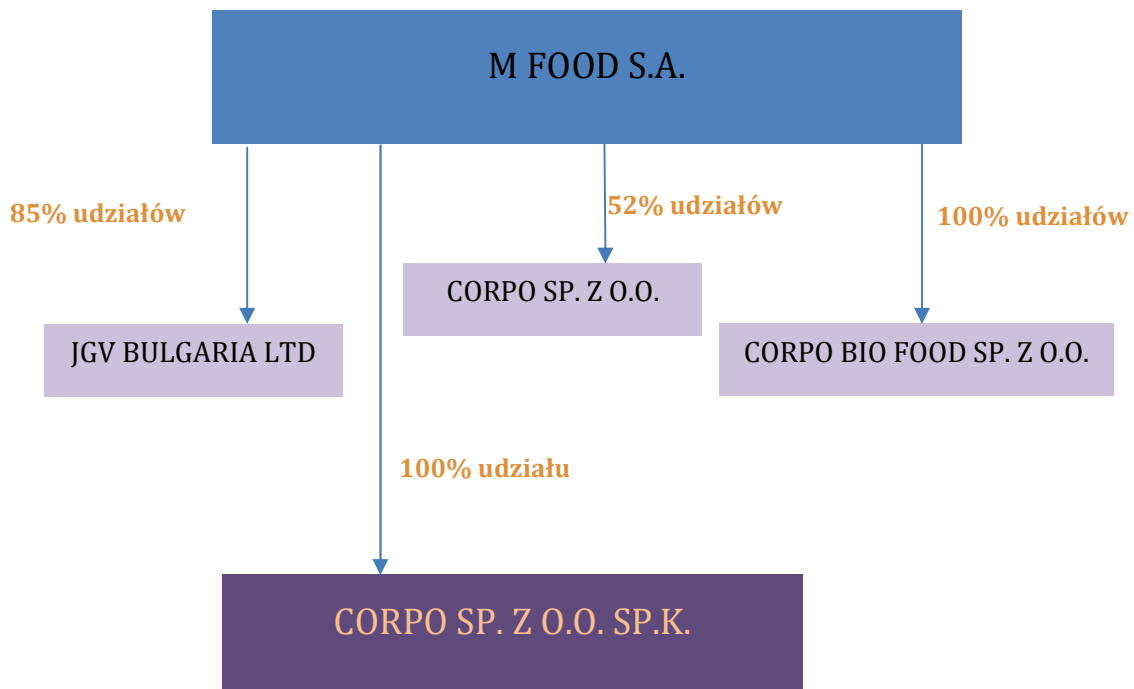 M FOOD S.A.
85% udziałów
52% udziałów
100% udziałów
CORPO SP. Z O.O.
JGV BULGARIA LTD
CORPO BIO FOOD SP. Z O.O.
100% udziału
CORPO SP. Z O.O. SP.K.